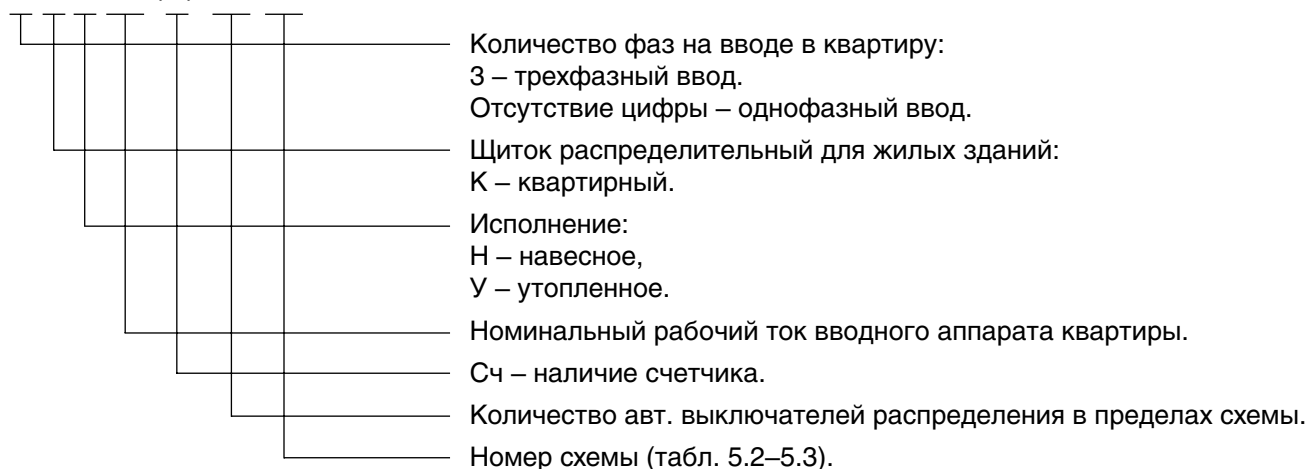 Количество фаз на вводе в квартиру:
3 – трехфазный ввод.
Отсутствие цифры – однофазный ввод.
Щиток распределительный для жилых зданий:
К – квартирный.
Исполнение:
Н – навесное,
У – утопленное.
Номинальный рабочий ток вводного аппарата квартиры.
Сч – наличие счетчика.
Количество авт. выключателей распределения в пределах схемы.
Номер схемы (табл. 5.2–5.3).